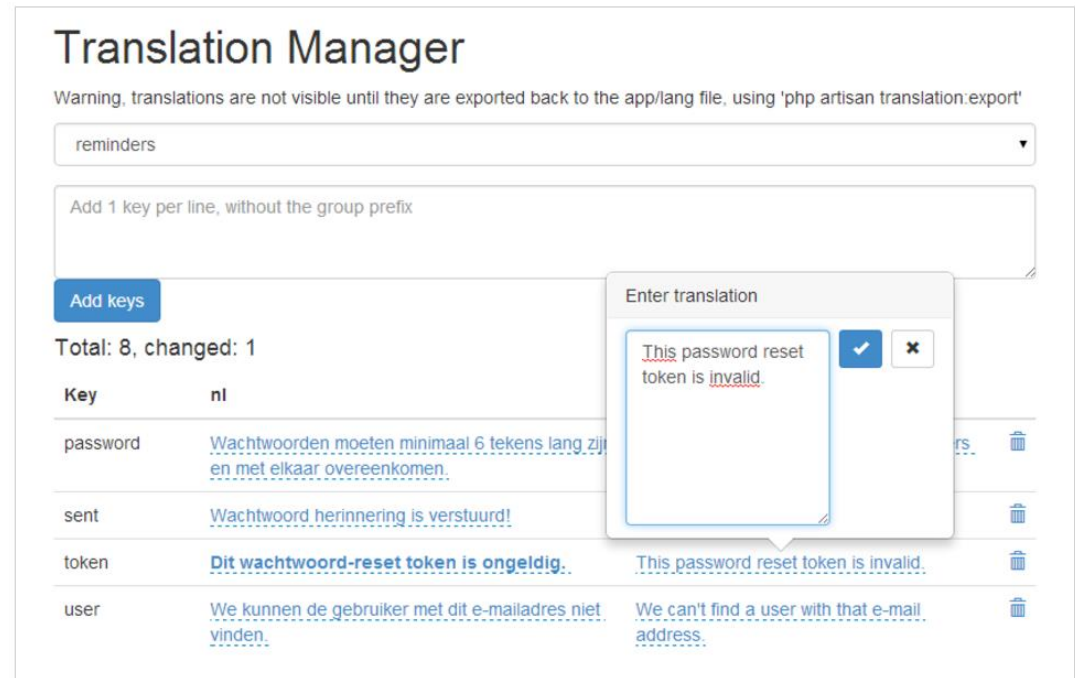 Translation Manager
Warning, translations are not visible until they are exported back to the app/lang file, using 'php artisan translation:export'
reminders
Add 1 key per line, without the group prefix
Add keys
Enter translation
This password reset
token is invalid.
Total: 8, changed: 1
Key nl
password Wachtwoorden moeten minimaal 6 tekens lang
en met elkaar overeenkomen.
sent Wachtwoord herinnering is verstuurd!
token Dit wachtwoord-reset token is ongeldig. This password reset token is invalid.
user We kunnen de gebruiker met dit e-mailadres niet We can't find a user with that e-mail
vinden. address.